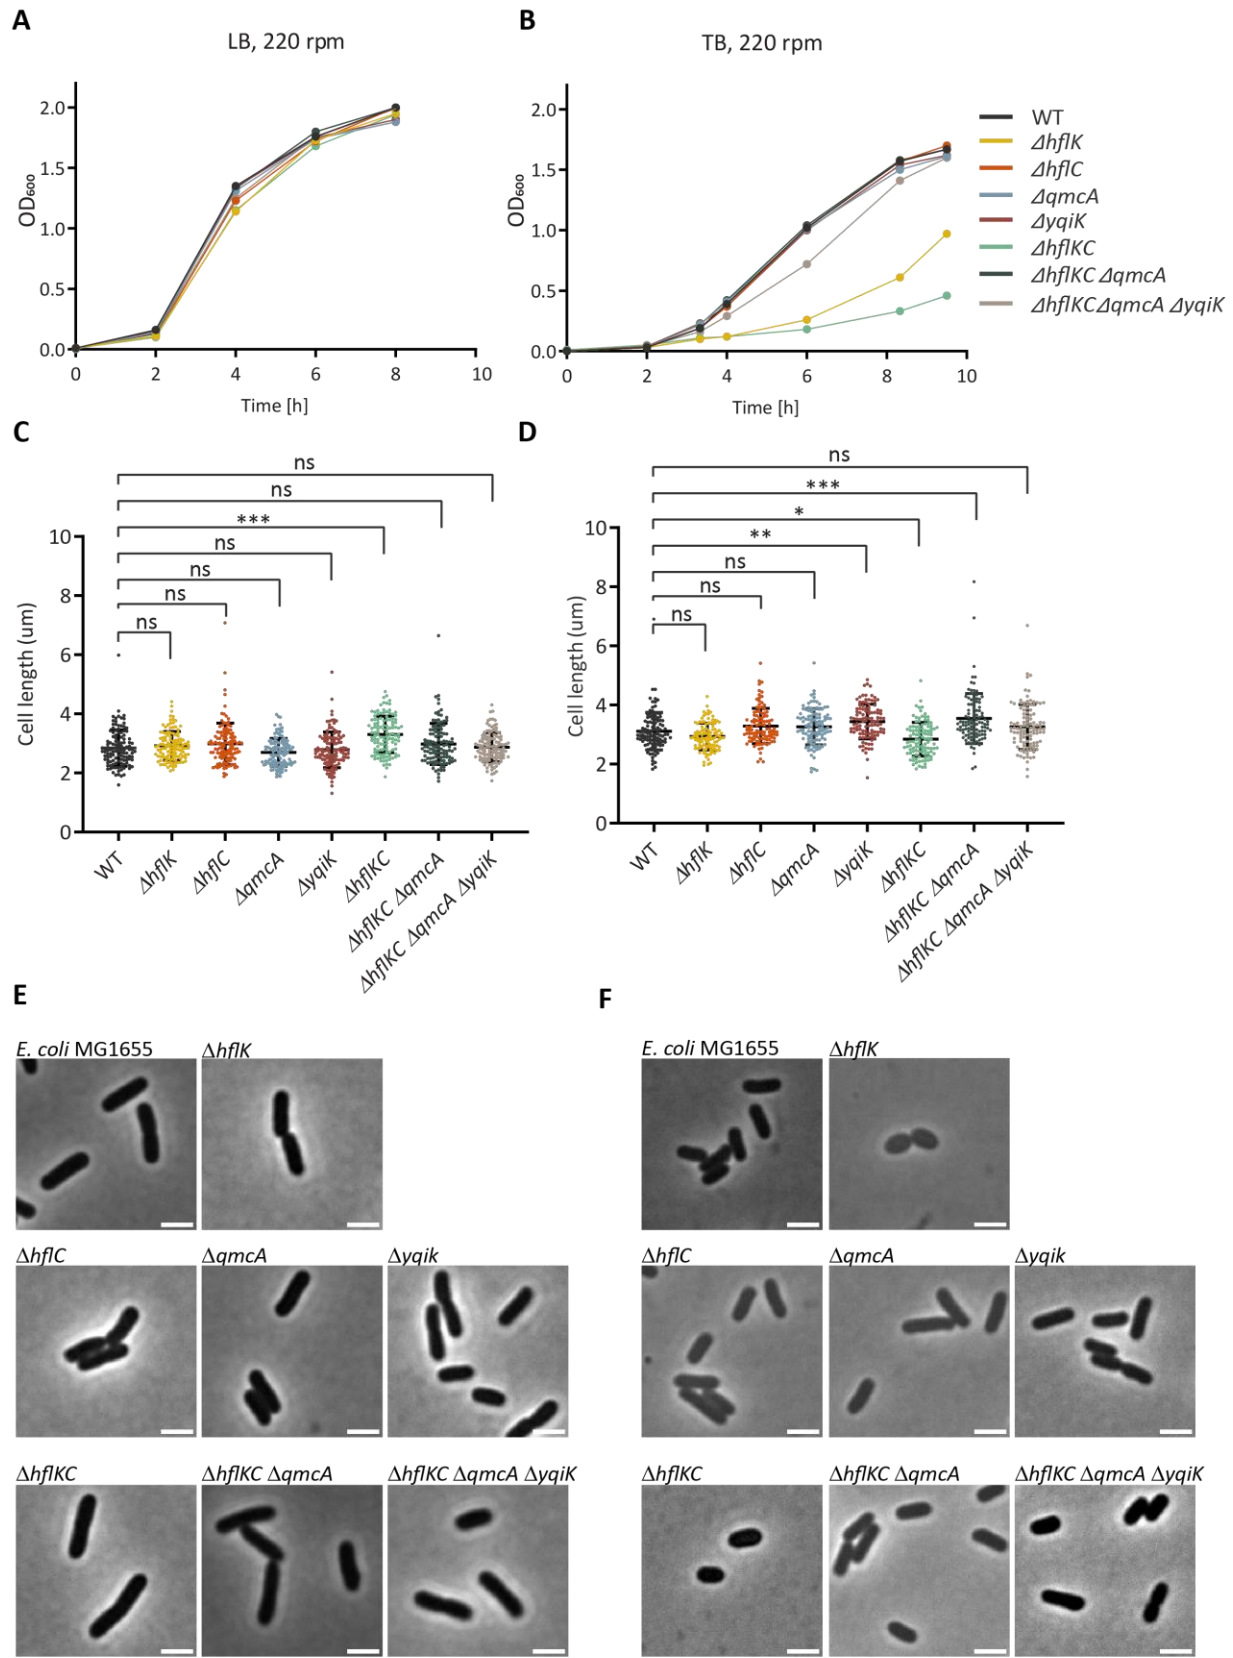 A
LB, 220 rpm
OD₆₀₀
2.0
1.5
1.0
0.5
0.0
0 2 4 6 8 10
Time [h]
B
TB, 220 rpm
OD₆₀₀
2.0
1.5
1.0
0.5
0.0
0 2 4 6 8 10
Time [h]
WT
ΔhflK
ΔhflC
ΔqmcA
ΔyqiK
ΔhflKC
ΔhflKC ΔqmcA
ΔhflKCΔqmcA ΔyqiK
C
ns
ns
***
ns
ns
ns
ns
Cell length (um)
10
8
6
4
2
0
WT
ΔhflK
ΔhflC
ΔqmcA
ΔyqiK
ΔhflKC
ΔhflKC ΔqmcA
ΔhflKC ΔqmcA ΔyqiK
D
ns
***
*
**
ns
ns
ns
Cell length (um)
10
8
6
4
2
0
WT
ΔhflK
ΔhflC
ΔqmcA
ΔyqiK
ΔhflKC
ΔhflKC ΔqmcA
ΔhflKC ΔqmcA ΔyqiK
E
E. coli MG1655 ΔhflK
ΔhflC ΔqmcA Δyqik
ΔhflKC ΔhflKC ΔqmcA ΔhflKC ΔqmcA ΔyqiK
F
E. coli MG1655 ΔhflK
ΔhflC ΔqmcA Δyqik
ΔhflKC ΔhflKC ΔqmcA ΔhflKC ΔqmcA ΔyqiK